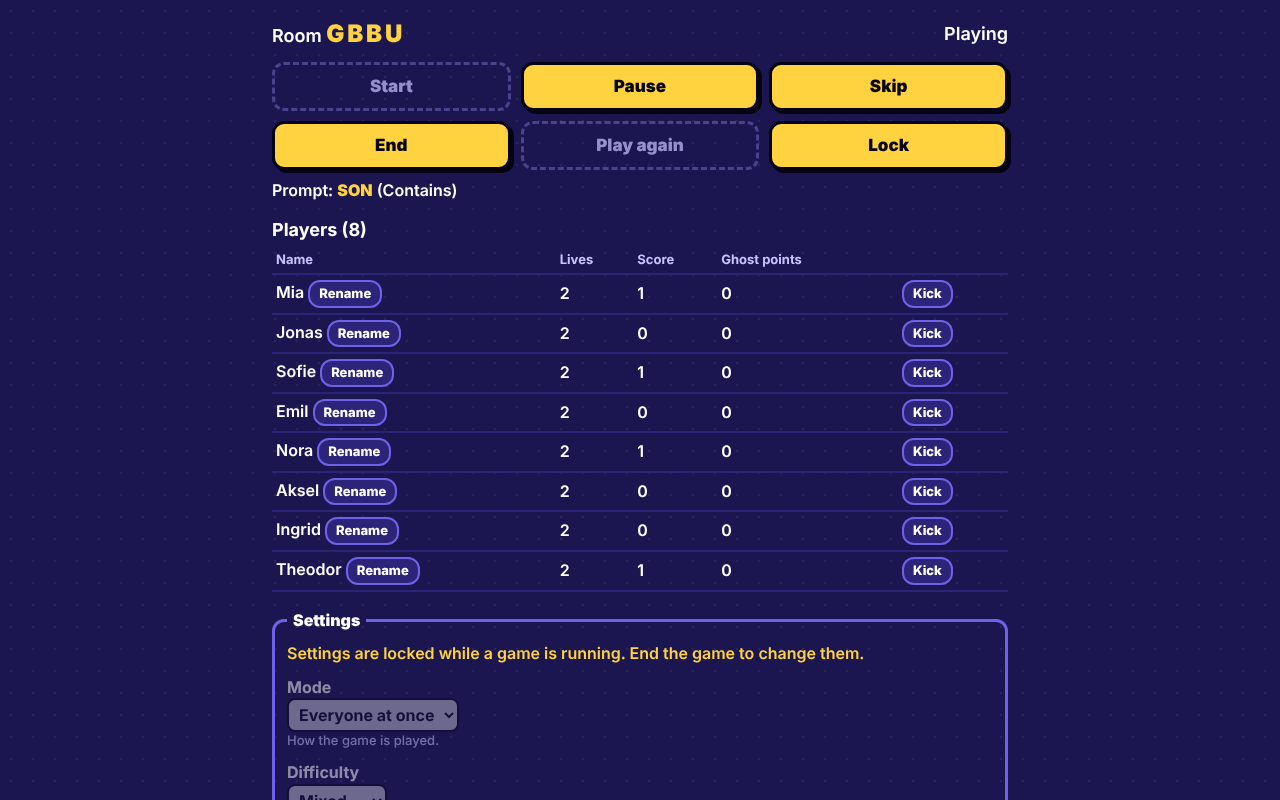 Room GBBU Playing
Start Pause Skip
End Play again Lock
Prompt: SON (Contains)
Players (8)
Name Lives Score Ghost points
Mia Rename 2 1 0 Kick
Jonas Rename 2 0 0 Kick
Sofie Rename 2 1 0 Kick
Emil Rename 2 0 0 Kick
Nora Rename 2 1 0 Kick
Aksel Rename 2 0 0 Kick
Ingrid Rename 2 0 0 Kick
Theodor Rename 2 1 0 Kick
Settings
Settings are locked while a game is running. End the game to change them.
Mode
Everyone at once
How the game is played.
Difficulty
Mixed